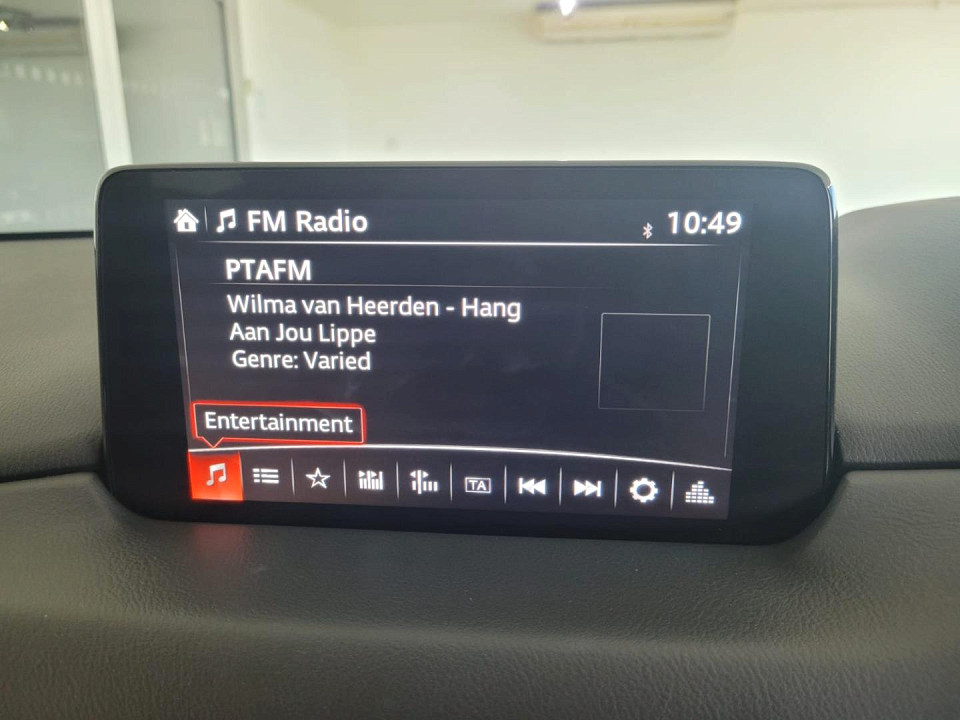 FM Radio 10:49
PTAFM
Wilma van Heerden - Hang
Aan Jou Lippe
Genre: Varied
Entertainment
TA